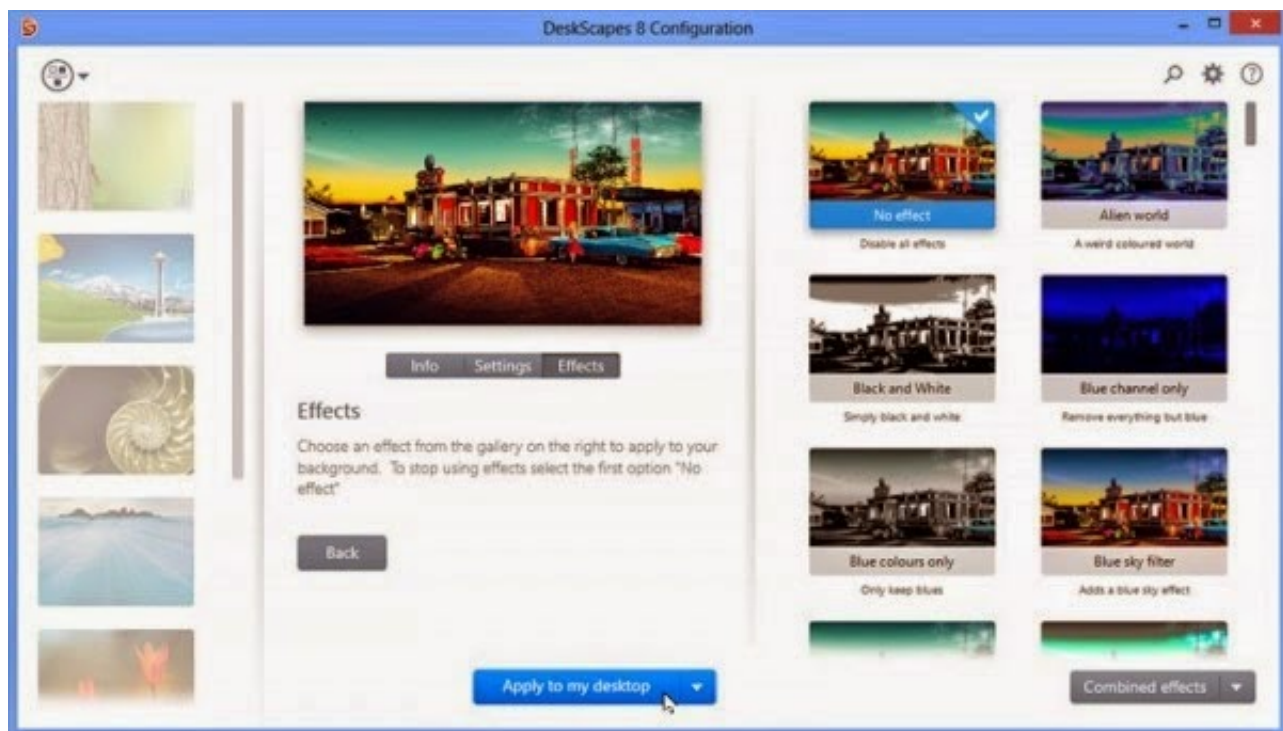 DeskScapes 8 Configuration
No effect
Disable all effects
Alien world
A weird coloured world
Info Settings Effects
Black and White
Simply black and white
Blue channel only
Remove everything but blue
Effects
Choose an effect from the gallery on the right to apply to your
background. To stop using effects select the first option "No
effect"
Back
Blue colours only
Only keep blues
Blue sky filter
Adds a blue sky effect
Apply to my desktop
Combined effects